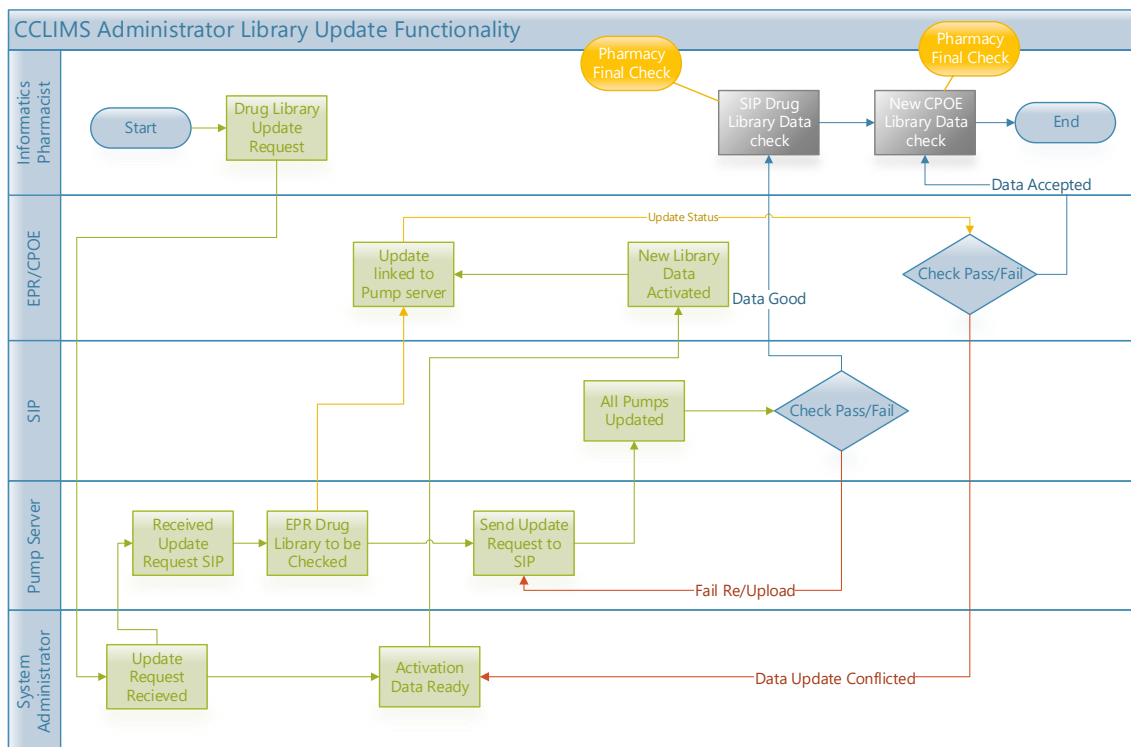 CCLIMS Administrator Library Update Functionality
Informatics
Pharmacist
Start
Drug Library
Update
Request
Pharmacy
Final Check
SIP Drug
Library Data
check
Pharmacy
Final Check
New CPOE
Library Data
check
End
Data Accepted
EPR/CPOE
Update Status
Update
linked to
Pump server
New Library
Data
Activated
Data Good
Check Pass/Fail
SIP
All Pumps
Updated
Check Pass/Fail
Pump Server
Received
Update
Request SIP
EPR Drug
Library to be
Checked
Send Update
Request to
SIP
Fail Re/Upload
System
Administrator
Update
Request
Recieved
Activation
Data Ready
Data Update Conflicted